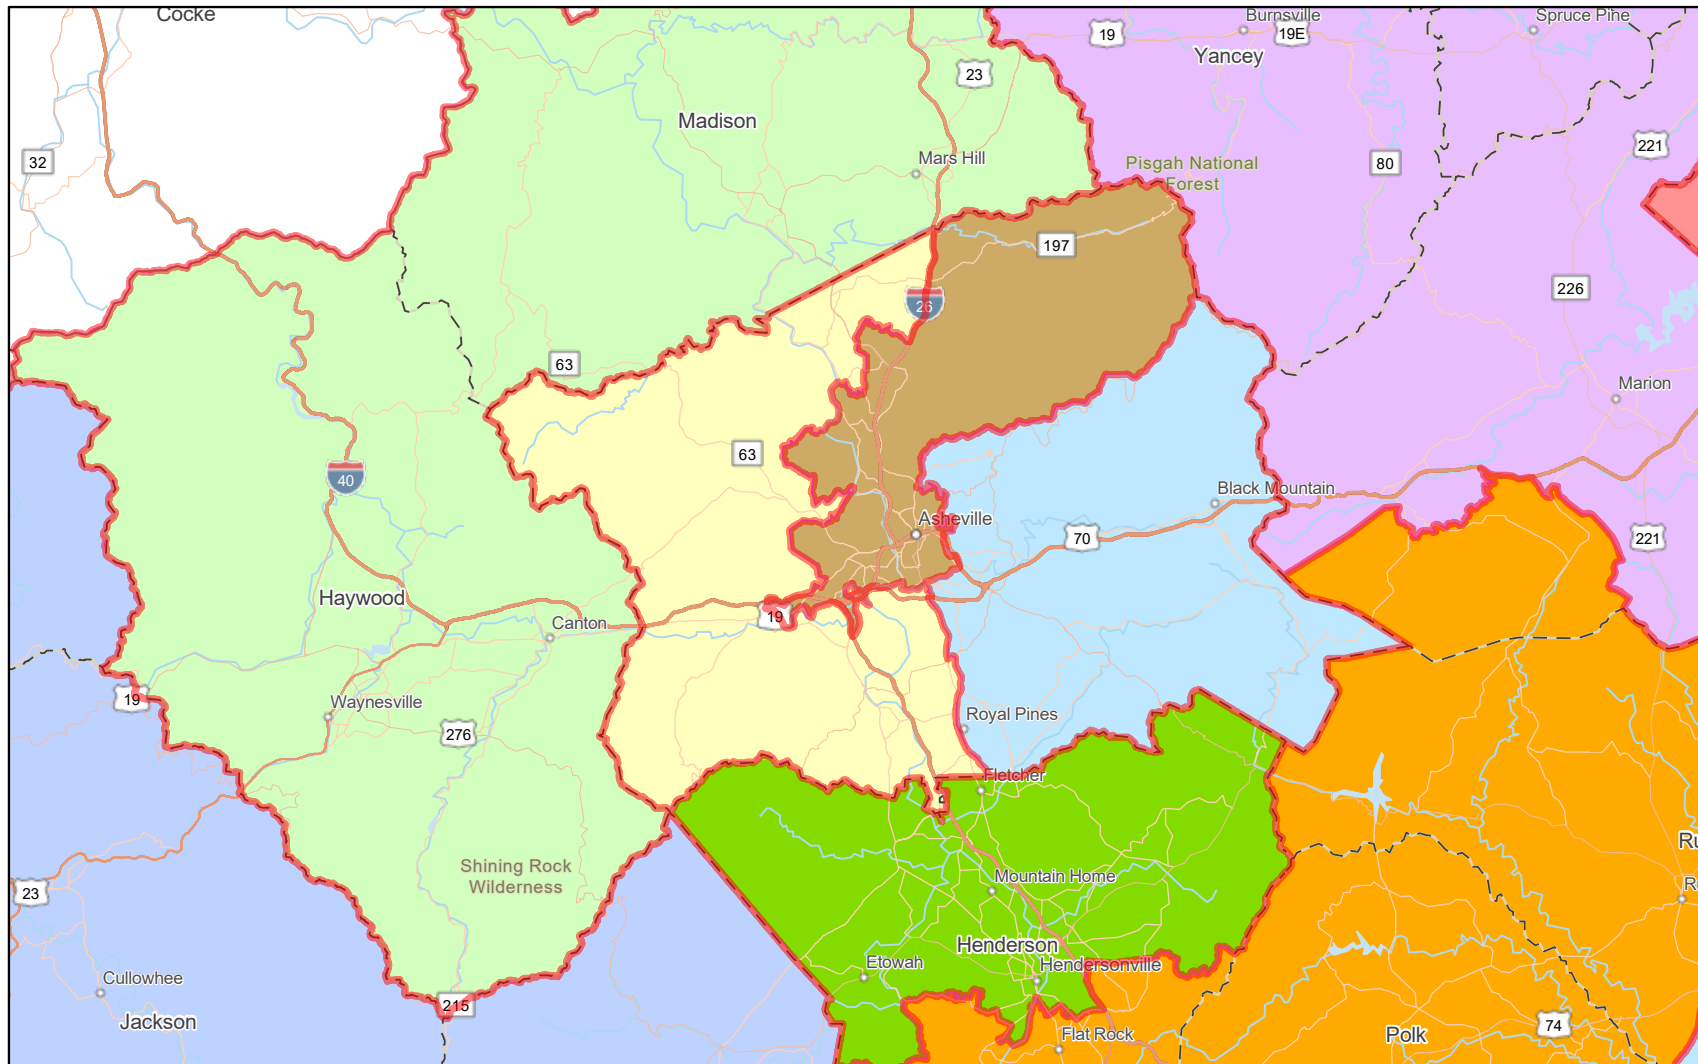 Cocke
Burnsville
Spruce Pine
19
19E
Yancey
23
32
Madison
221
Mars Hill
Pisgah National
Forest
80
197
226
26
63
Marion
63
40
Black Mountain
Asheville
70
221
Haywood
19
Canton
19
Waynesville
Royal Pines
276
Fletcher
Ru
Shining Rock
Wilderness
Mountain Home
23
R
Henderson
Etowah
Hendersonville
Cullowhee
215
Jackson
Flat Rock
Polk
74